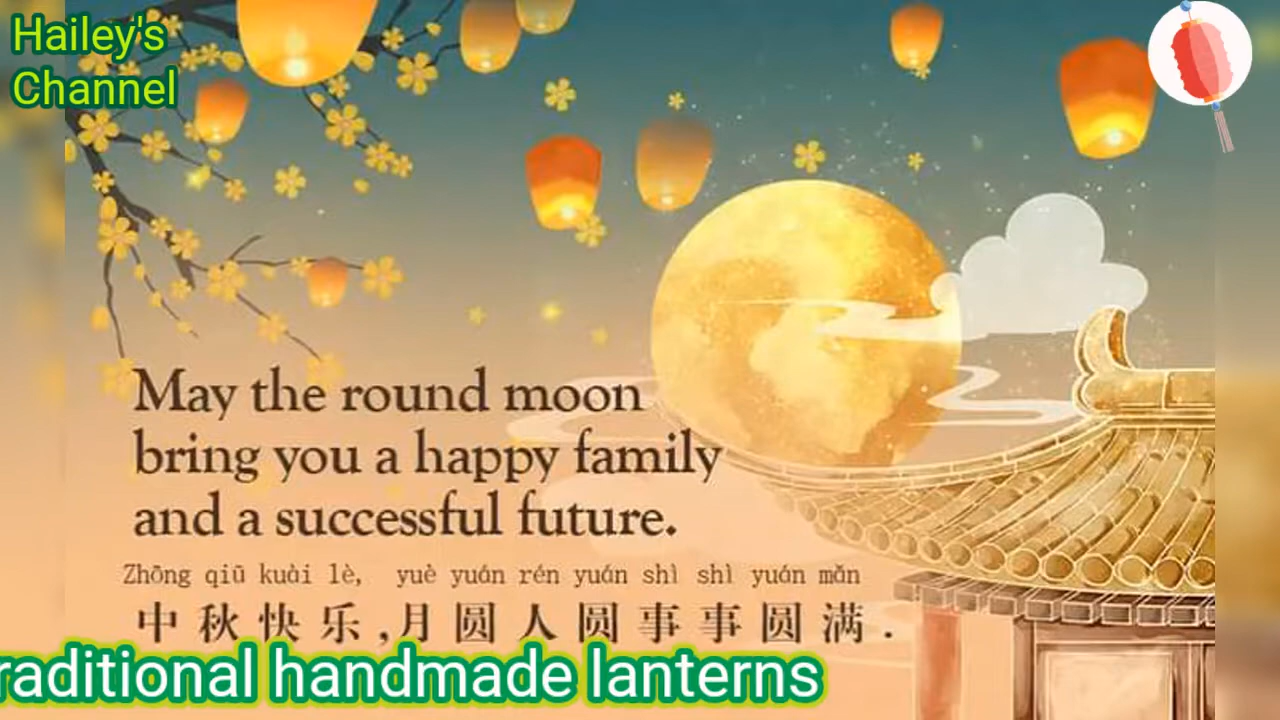 Hailey's
Channel
May the round moon
bring you a happy family
and a successful future.
Zhōng qiū kuài lè, yuè yuán rén yuán shì shì yuán mǎn
中秋快乐,月圆人圆事事圆满.
raditional handmade lanterns